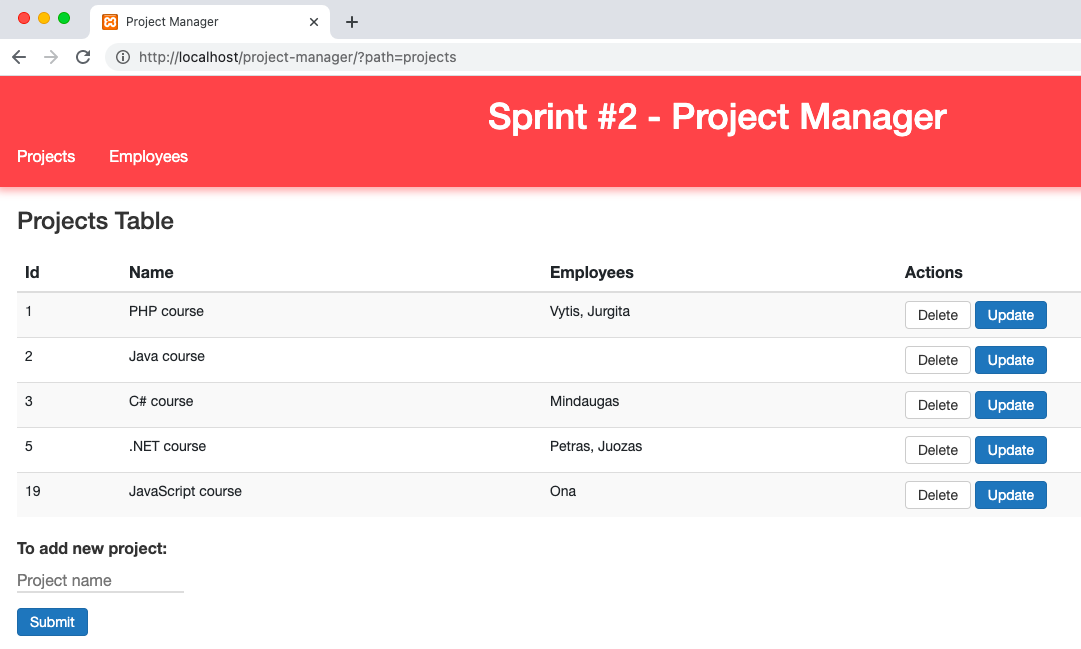 Project Manager
http://localhost/project-manager/?path=projects
Sprint #2 - Project Manager
Projects Employees
Projects Table
Id Name Employees Actions
1 PHP course Vytis, Jurgita Delete Update
2 Java course Delete Update
3 C# course Mindaugas Delete Update
5 .NET course Petras, Juozas Delete Update
19 JavaScript course Ona Delete Update
To add new project:
Project name
Submit